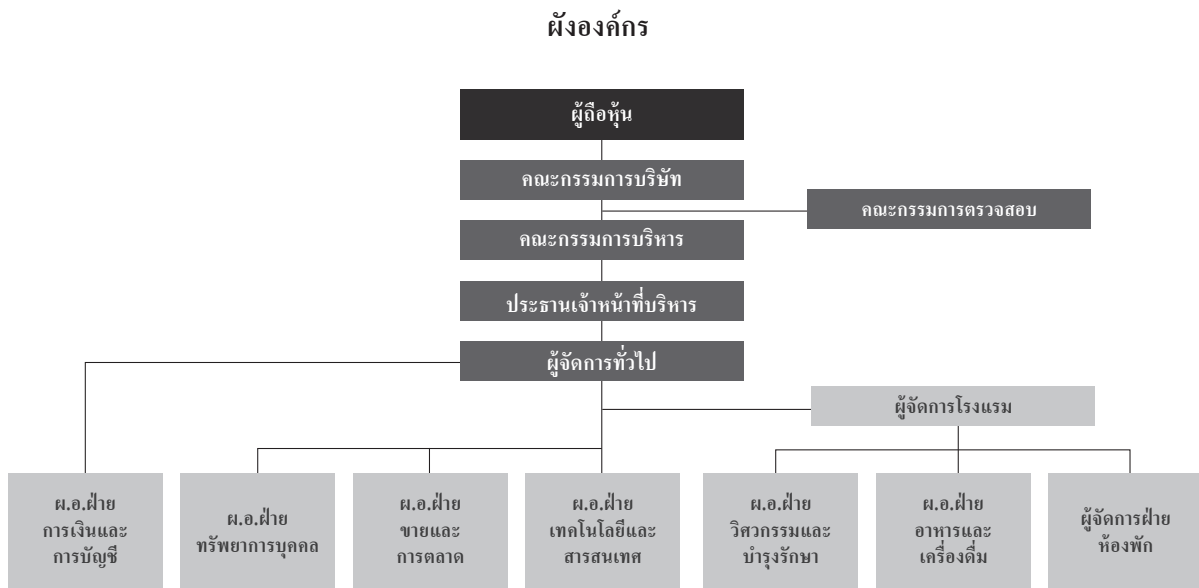 ผังองค์กร
ผู้ถือหุ้น
คณะกรรมการบริษัท
คณะกรรมการตรวจสอบ
คณะกรรมการบริหาร
ประธานเจ้าหน้าที่บริหาร
ผู้จัดการทั่วไป
ผู้จัดการโรงแรม
ผ.อ.ฝ่าย
การเงินและ
การบัญชี
ผ.อ.ฝ่าย
ทรัพยาการบุคคล
ผ.อ.ฝ่าย
ขายและ
การตลาด
ผ.อ.ฝ่าย
เทคโนโลยีและ
สารสนเทศ
ผ.อ.ฝ่าย
วิศวกรรมและ
บำรุงรักษา
ผ.อ.ฝ่าย
อาหารและ
เครื่องดื่ม
ผู้จัดการฝ่าย
ห้องพัก